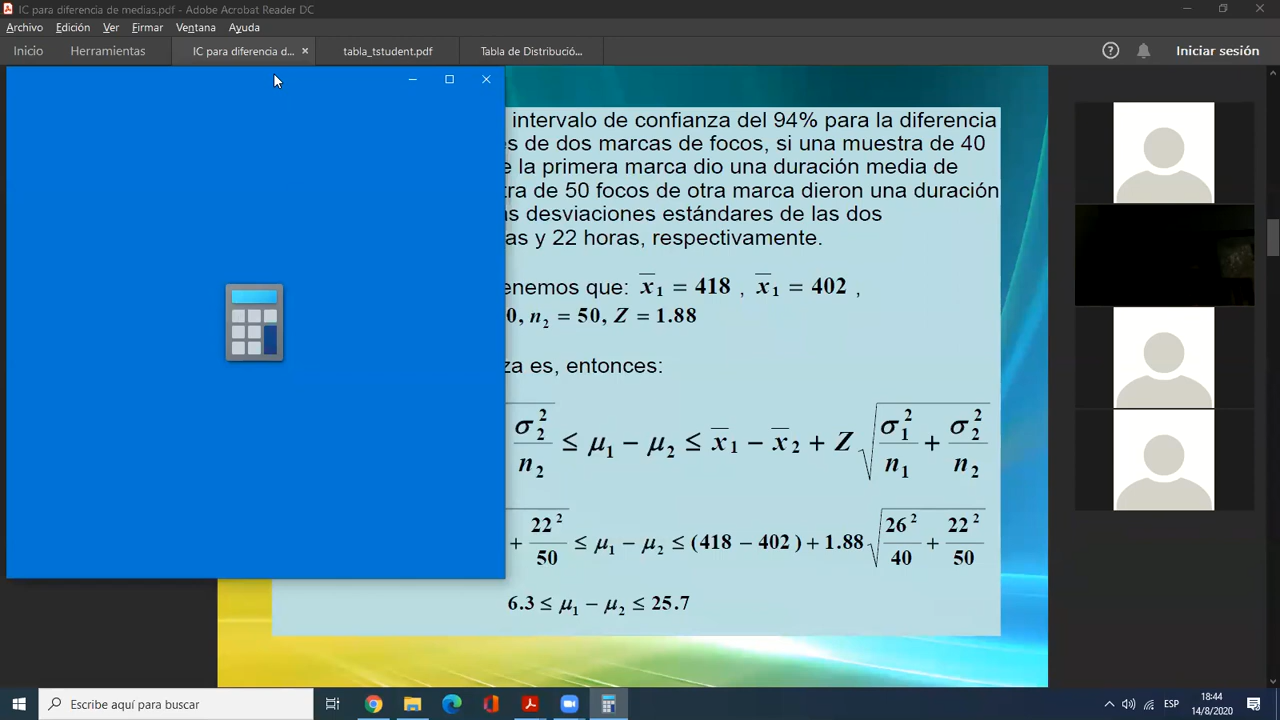 IC para diferencia de medias.pdf - Adobe Acrobat Reader DC
Archivo Edición Ver Firmar Ventana Ayuda
Inicio Herramientas IC para diferencia d... × tabla_tstudent.pdf Tabla de Distribució... Iniciar sesión
intervalo de confianza del 94% para la diferencia
es de dos marcas de focos, si una muestra de 40
e la primera marca dio una duración media de
tra de 50 focos de otra marca dieron una duración
as desviaciones estándares de las dos
as y 22 horas, respectivamente.
enemos que: x̄₁ = 418 , x̄₁ = 402 ,
0, n₂ = 50, Z = 1.88
za es, entonces:
σ₂²/n₂ ≤ μ₁ − μ₂ ≤ x̄₁ − x̄₂ + Z√(σ₁²/n₁ + σ₂²/n₂)
+ 22²/50 ≤ μ₁ − μ₂ ≤ (418 − 402) + 1.88√(26²/40 + 22²/50)
6.3 ≤ μ₁ − μ₂ ≤ 25.7
Escribe aquí para buscar
ESP
18:44
14/8/2020